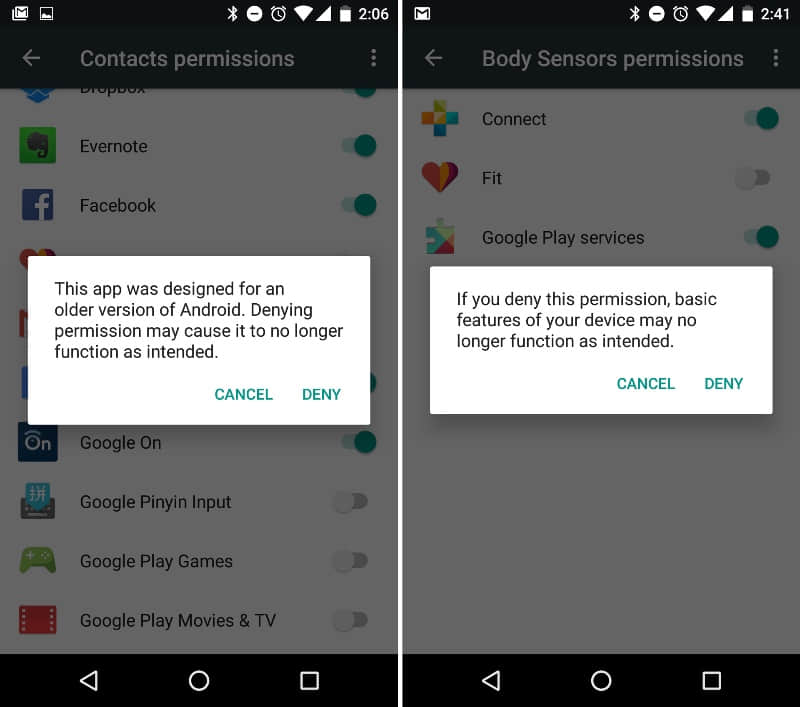 2:06
Contacts permissions
Dropbox
Evernote
Facebook
This app was designed for an
older version of Android. Denying
permission may cause it to no longer
function as intended.
CANCEL DENY
On
Google On
拼
Google Pinyin Input
Google Play Games
Google Play Movies & TV
2:41
Body Sensors permissions
Connect
Fit
Google Play services
If you deny this permission, basic
features of your device may no
longer function as intended.
CANCEL DENY